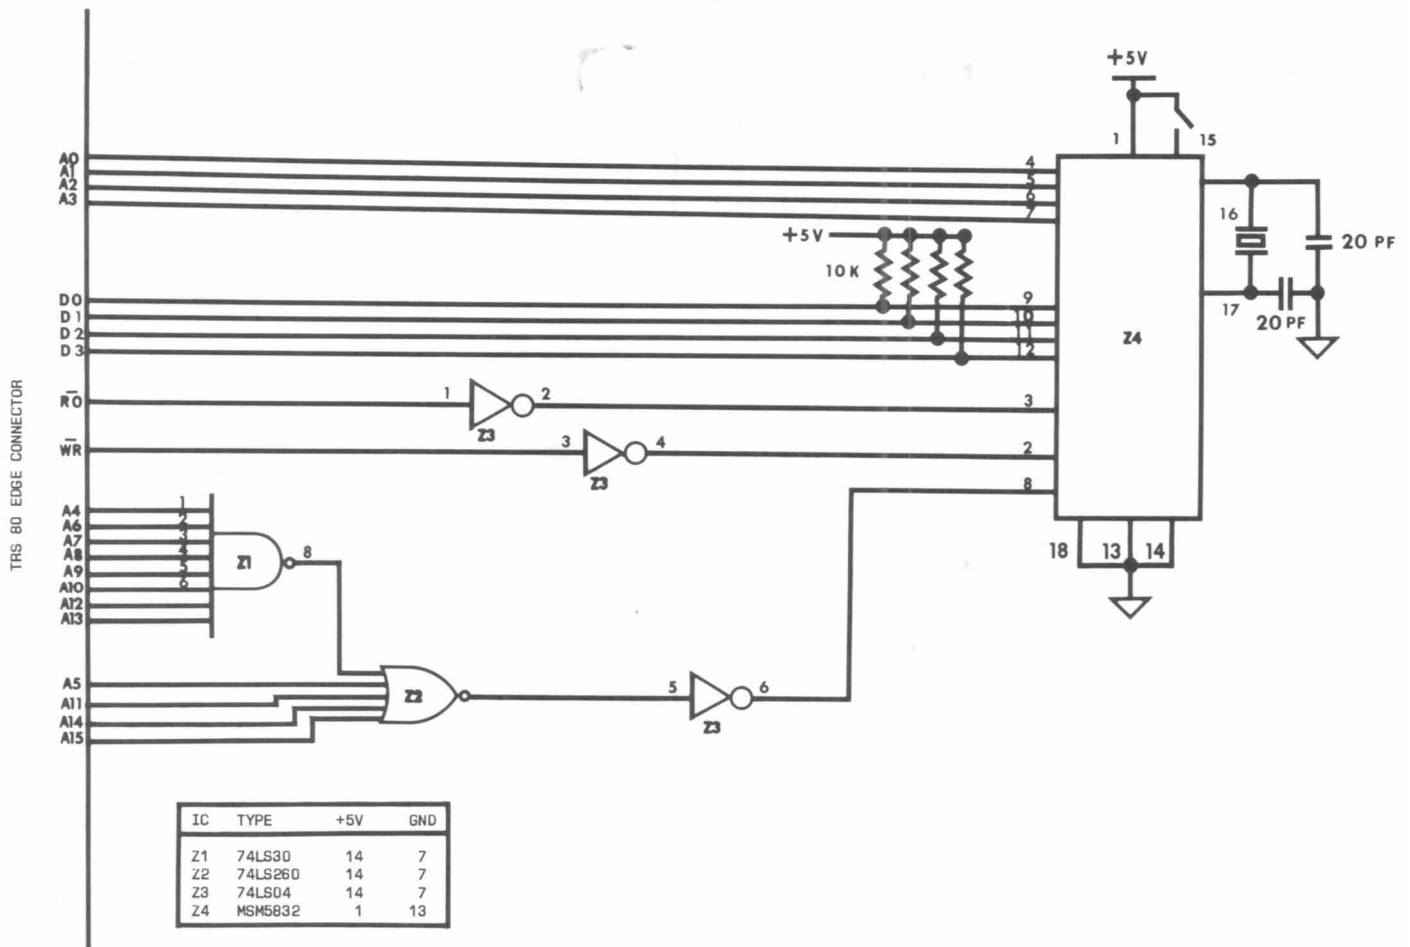 +5V
1
15
A0
A1
A2
A3
4
5
6
7
16
20 PF
+5V
10 K
17
20 PF
D0
D1
D2
D3
9
10
11
12
Z4
RO
1
2
Z3
3
WR
3
4
Z3
2
8
TRS 80 EDGE CONNECTOR
A4
A6
A7
A8
A9
A10
A12
A13
1
2
3
4
5
6
Z1
8
18
13
14
A5
A11
A14
A15
Z2
5
6
Z3
IC TYPE +5V GND
Z1 74LS30 14 7
Z2 74LS260 14 7
Z3 74LS04 14 7
Z4 MSM5832 1 13